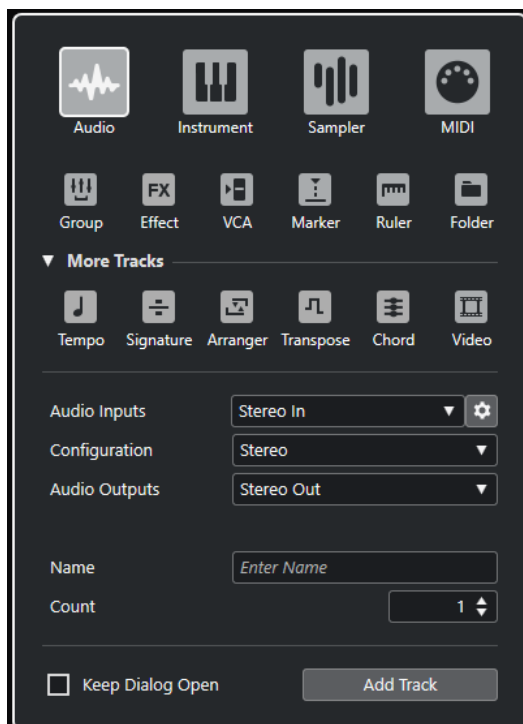 Audio Instrument Sampler MIDI
FX
Group Effect VCA Marker Ruler Folder
More Tracks
Tempo Signature Arranger Transpose Chord Video
Audio Inputs Stereo In
Configuration Stereo
Audio Outputs Stereo Out
Name Enter Name
Count 1
Keep Dialog Open Add Track